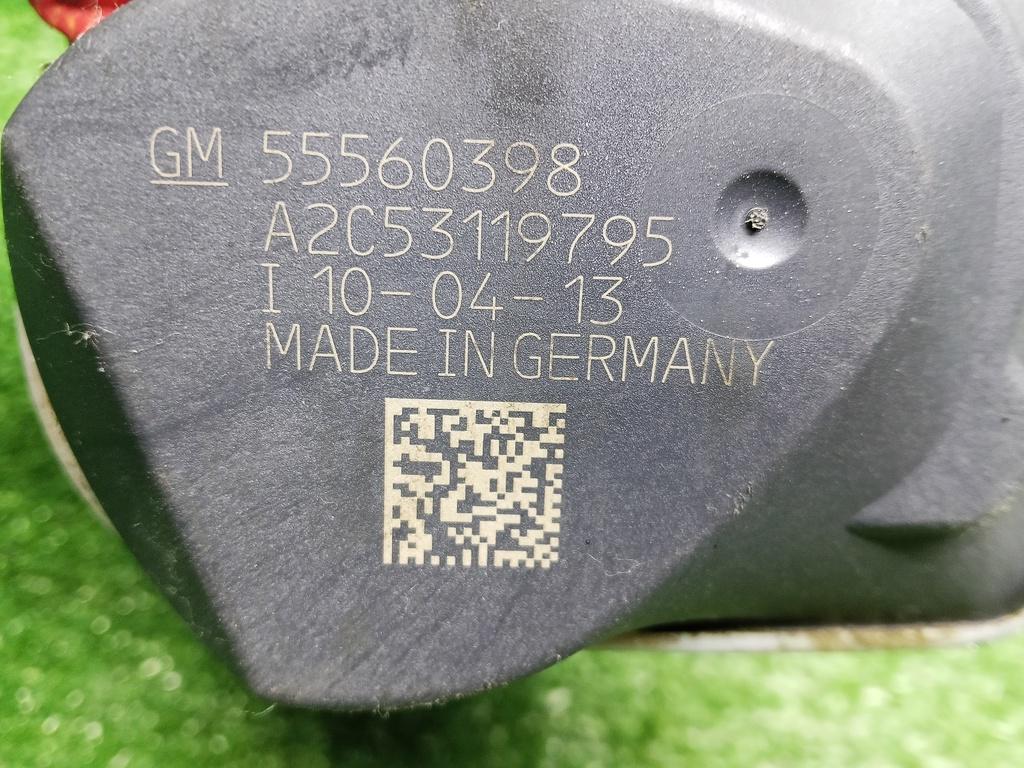 GM 55560398
A2C53119795
I 10-04-13
MADE IN GERMANY